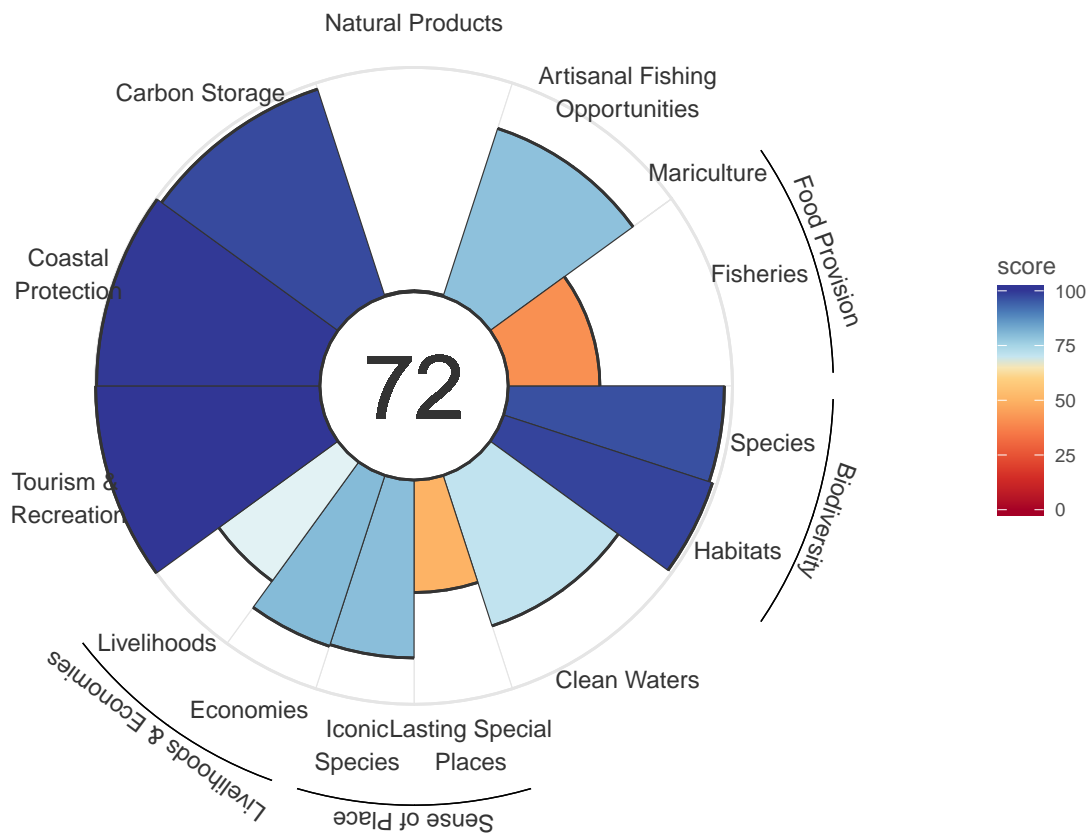 Natural Products
Artisanal Fishing
Opportunities
Carbon Storage
Mariculture
Food Provision
Fisheries
Coastal
Protection
score
100
75
50
25
0
72
Species
Biodiversity
Habitats
Tourism &
Recreation
Livelihoods
Livelihoods & Economies
Economies
Clean Waters
Iconic
Species
Lasting Special
Places
Sense of Place